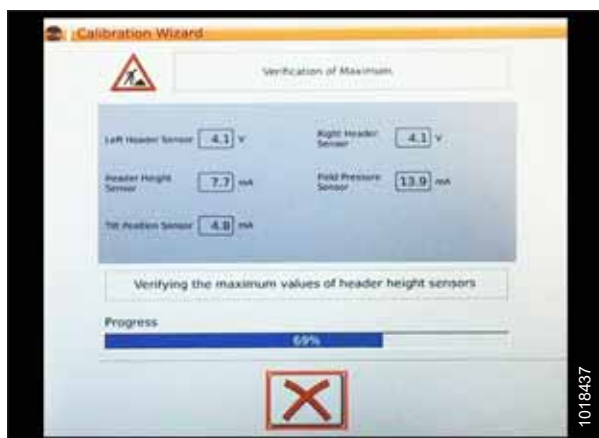 Calibration Wizard
Verification of Maximum
Left Header Sensor 4.1 V
Right Header Sensor 4.1 V
Header Height Sensor 7.7 mA
Field Pressure Sensor 13.9 mA
Tilt Position Sensor 4.8 mA
Verifying the maximum values of header height sensors
Progress
69%
1018437